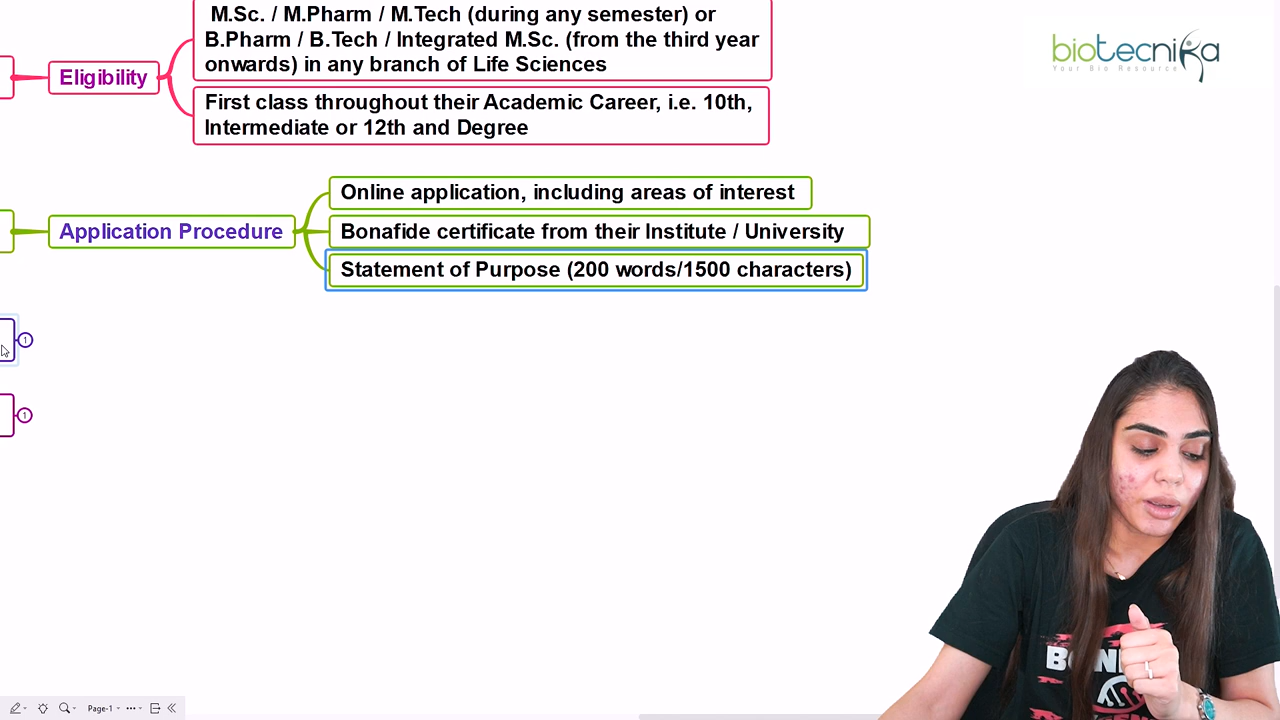 M.Sc. / M.Pharm / M.Tech (during any semester) or
B.Pharm / B.Tech / Integrated M.Sc. (from the third year
onwards) in any branch of Life Sciences
Eligibility
First class throughout their Academic Career, i.e. 10th,
Intermediate or 12th and Degree
biotecnika
Your Bio Resource
Application Procedure
Online application, including areas of interest
Bonafide certificate from their Institute / University
Statement of Purpose (200 words/1500 characters)
1
1
Page-1